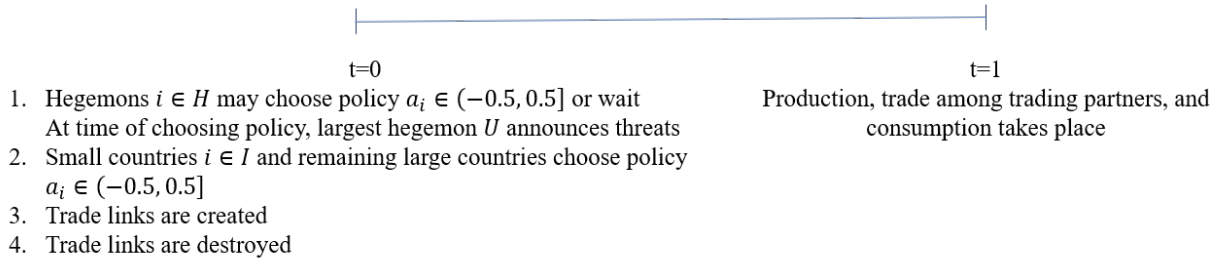 t=0
t=1
1. Hegemons i ∈ H may choose policy a_i ∈ (−0.5, 0.5] or wait
At time of choosing policy, largest hegemon U announces threats
2. Small countries i ∈ I and remaining large countries choose policy
a_i ∈ (−0.5, 0.5]
3. Trade links are created
4. Trade links are destroyed
Production, trade among trading partners, and
consumption takes place